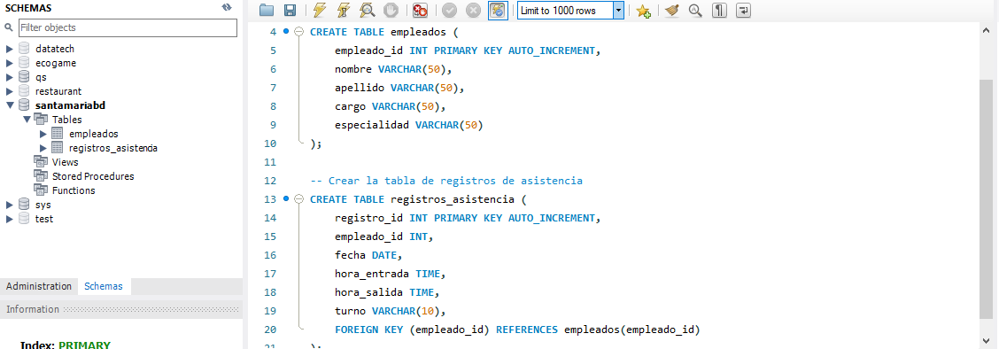 SCHEMAS
Filter objects
datatech
ecogame
qs
restaurant
santamariabd
Tables
empleados
registros_asistencia
Views
Stored Procedures
Functions
sys
test
Administration Schemas
Information
Index: PRIMARY
Limit to 1000 rows
4 CREATE TABLE empleados (
5 empleado_id INT PRIMARY KEY AUTO_INCREMENT,
6 nombre VARCHAR(50),
7 apellido VARCHAR(50),
8 cargo VARCHAR(50),
9 especialidad VARCHAR(50)
10 );
11
12 -- Crear la tabla de registros de asistencia
13 CREATE TABLE registros_asistencia (
14 registro_id INT PRIMARY KEY AUTO_INCREMENT,
15 empleado_id INT,
16 fecha DATE,
17 hora_entrada TIME,
18 hora_salida TIME,
19 turno VARCHAR(10),
20 FOREIGN KEY (empleado_id) REFERENCES empleados(empleado_id)
21 );